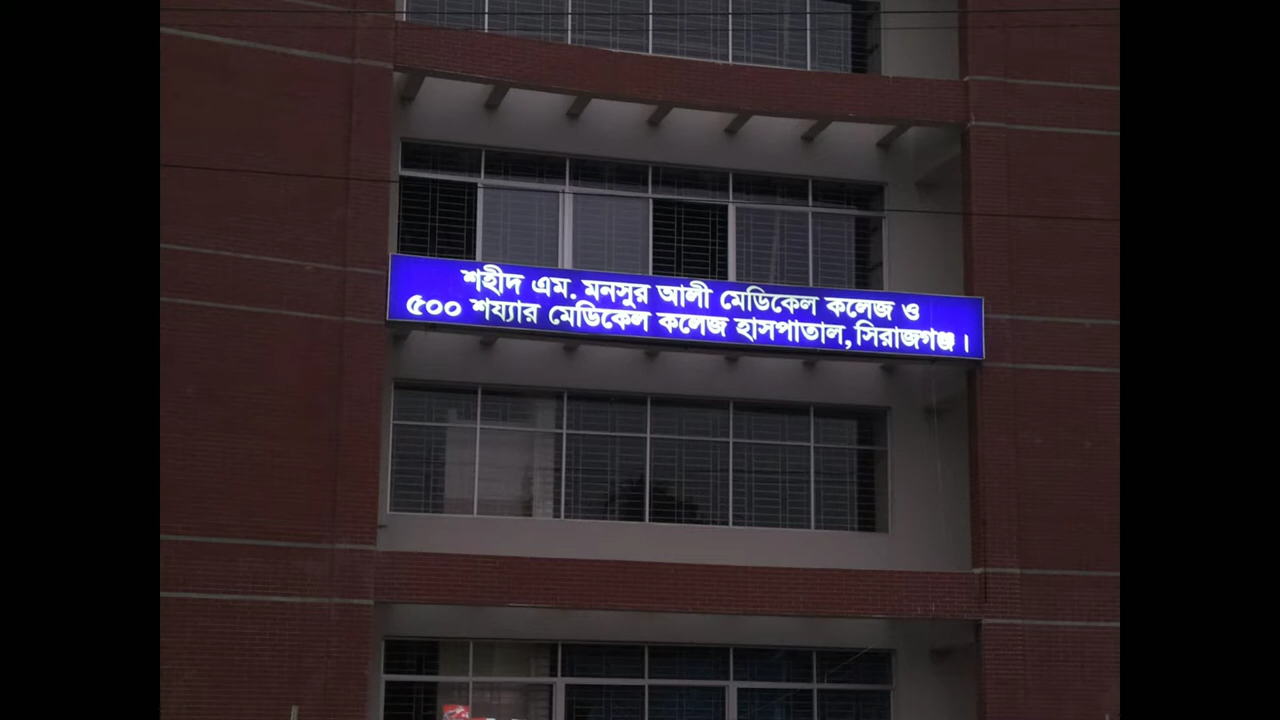 শহীদ এম. মনসুর আলী মেডিকেল কলেজ ও
৫০০ শয্যার মেডিকেল কলেজ হাসপাতাল, সিরাজগঞ্জ।